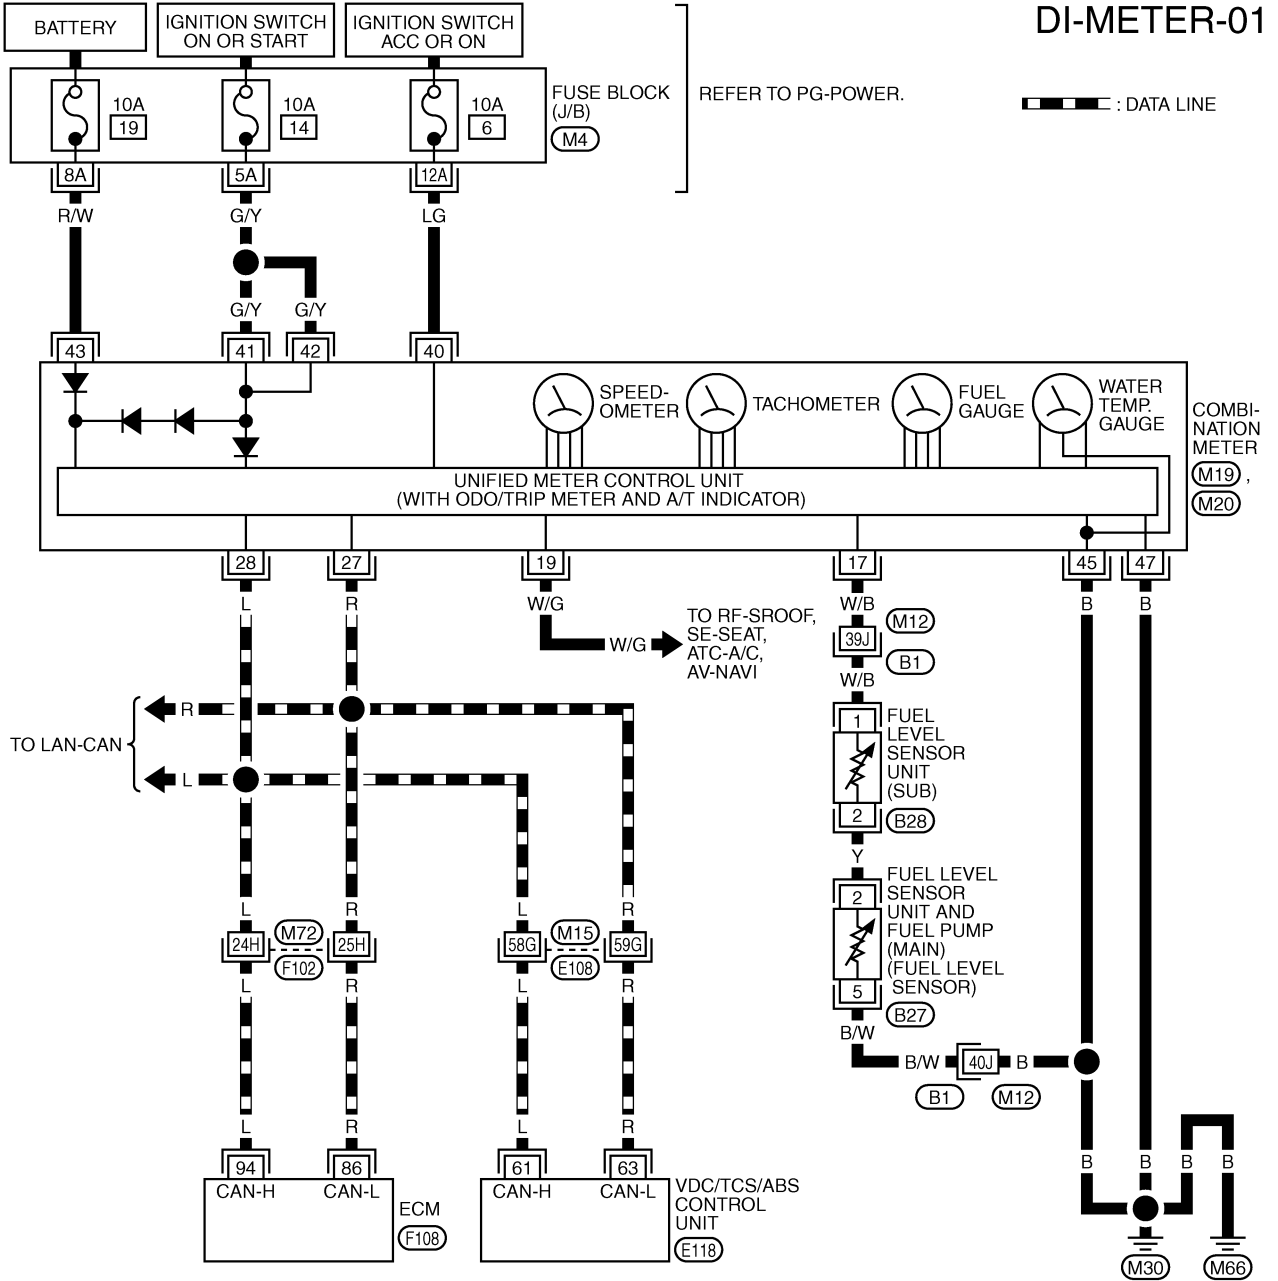 DI-METER-01
BATTERY
IGNITION SWITCH
ON OR START
IGNITION SWITCH
ACC OR ON
10A
19
10A
14
10A
6
FUSE BLOCK
(J/B)
M4
REFER TO PG-POWER.
: DATA LINE
8A
5A
12A
R/W
G/Y
LG
G/Y
G/Y
43
41
42
40
SPEED-
OMETER
TACHOMETER
FUEL
GAUGE
WATER
TEMP.
GAUGE
COMBI-
NATION
METER
M19 ,
M20
UNIFIED METER CONTROL UNIT
(WITH ODO/TRIP METER AND A/T INDICATOR)
28
27
19
17
45
47
L
R
W/G
W/B
B
B
W/G
TO RF-SROOF,
SE-SEAT,
ATC-A/C,
AV-NAVI
39J
M12
B1
W/B
R
TO LAN-CAN
L
1
FUEL
LEVEL
SENSOR
UNIT
(SUB)
2
B28
Y
2
FUEL LEVEL
SENSOR
UNIT AND
FUEL PUMP
(MAIN)
(FUEL LEVEL
SENSOR)
5
B27
B/W
B/W
40J
B
B1
M12
L
R
L
R
24H
M72
F102
25H
58G
M15
E108
59G
L
R
L
R
L
R
L
R
94
86
61
63
CAN-H
CAN-L
CAN-H
CAN-L
ECM
F108
VDC/TCS/ABS
CONTROL
UNIT
E118
B
B
B
B
M30
M66